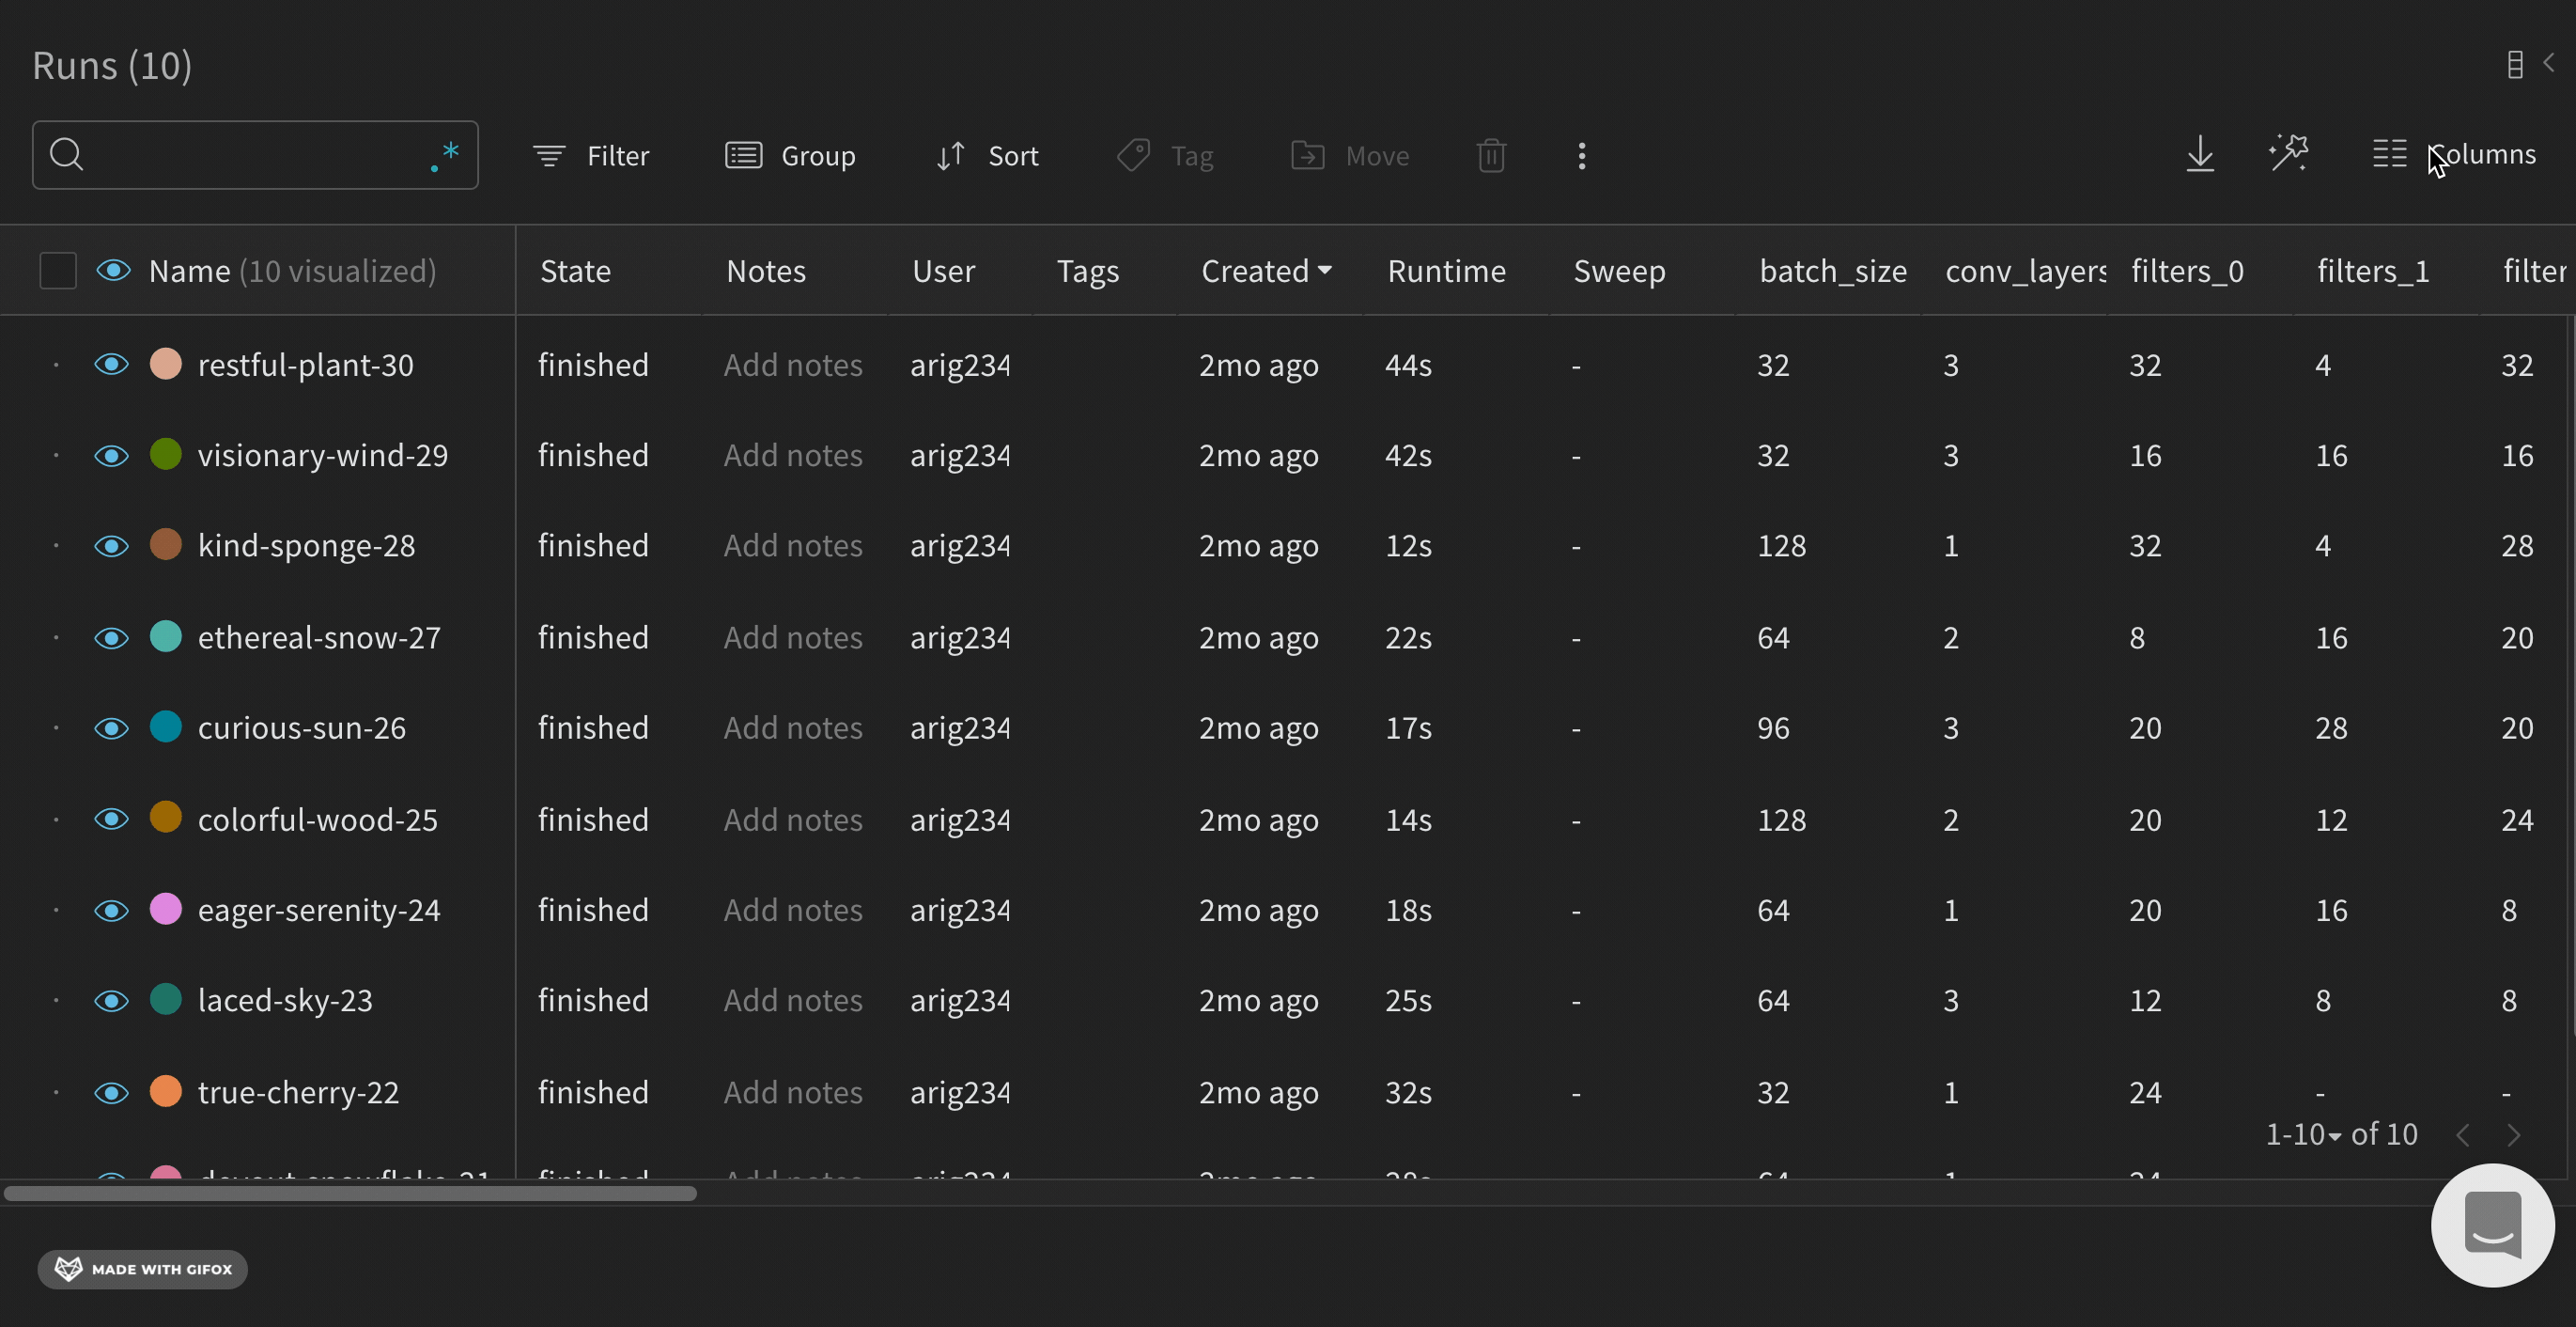 Runs (10)
.* Filter Group Sort Tag Move Columns
Name (10 visualized) State Notes User Tags Created Runtime Sweep batch_size conv_layers filters_0 filters_1 filter
restful-plant-30 finished Add notes arig234 2mo ago 44s - 32 3 32 4 32
visionary-wind-29 finished Add notes arig234 2mo ago 42s - 32 3 16 16 16
kind-sponge-28 finished Add notes arig234 2mo ago 12s - 128 1 32 4 28
ethereal-snow-27 finished Add notes arig234 2mo ago 22s - 64 2 8 16 20
curious-sun-26 finished Add notes arig234 2mo ago 17s - 96 3 20 28 20
colorful-wood-25 finished Add notes arig234 2mo ago 14s - 128 2 20 12 24
eager-serenity-24 finished Add notes arig234 2mo ago 18s - 64 1 20 16 8
laced-sky-23 finished Add notes arig234 2mo ago 25s - 64 3 12 8 8
true-cherry-22 finished Add notes arig234 2mo ago 32s - 32 1 24 - -
1-10 of 10
finished Add notes arig234 2mo ago
MADE WITH GIFOX